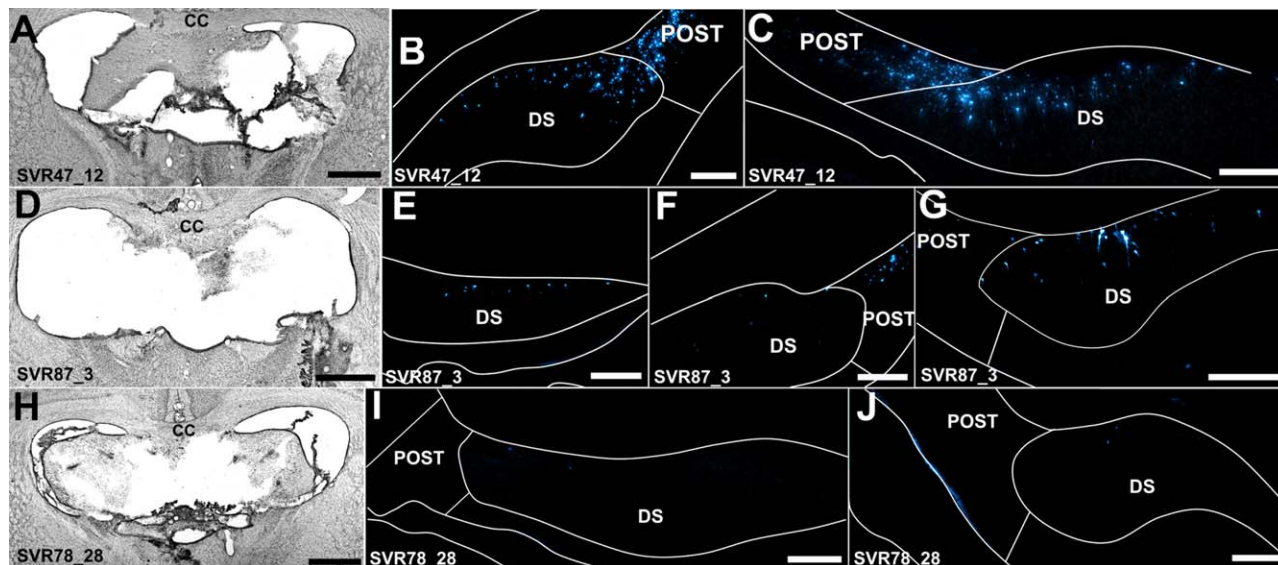 A
CC
SVR47_12
B
POST
DS
SVR47_12
C
POST
DS
SVR47_12
D
CC
SVR87_3
E
DS
F
DS
POST
SVR87_3
G
POST
DS
SVR87_3
H
CC
SVR78_28
I
POST
DS
SVR78_28
J
POST
DS
SVR78_28